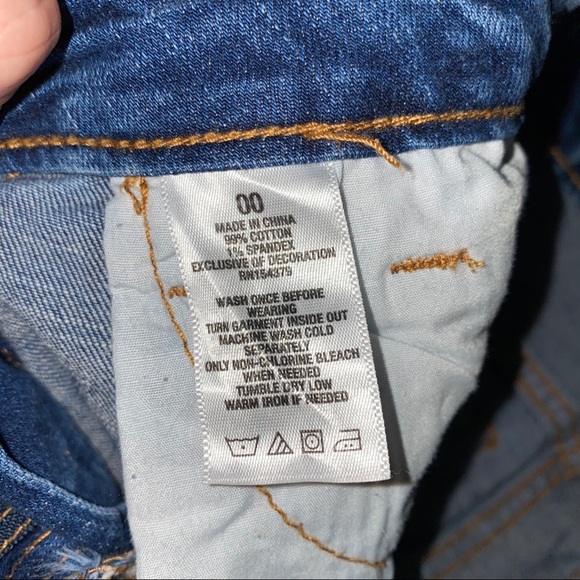 00
MADE IN CHINA
99% COTTON
1% SPANDEX
EXCLUSIVE OF DECORATION
RN154379
WASH ONCE BEFORE
WEARING
TURN GARMENT INSIDE OUT
MACHINE WASH COLD
SEPARATELY
ONLY NON-CHLORINE BLEACH
WHEN NEEDED
TUMBLE DRY LOW
WARM IRON IF NEEDED